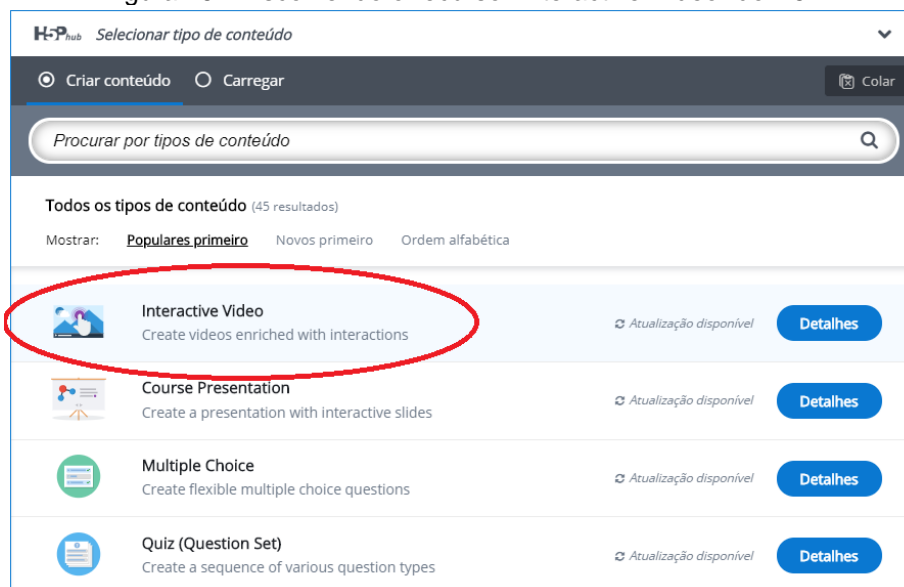 H5Phub Selecionar tipo de conteúdo
Criar conteúdo Carregar Colar
Procurar por tipos de conteúdo
Todos os tipos de conteúdo (45 resultados)
Mostrar: Populares primeiro Novos primeiro Ordem alfabética
Interactive Video
Create videos enriched with interactions
Atualização disponível Detalhes
Course Presentation
Create a presentation with interactive slides
Atualização disponível Detalhes
Multiple Choice
Create flexible multiple choice questions
Atualização disponível Detalhes
Quiz (Question Set)
Create a sequence of various question types
Atualização disponível Detalhes